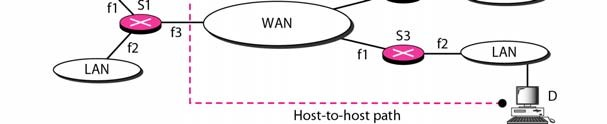 f1 S1
f3 WAN
f2
LAN
S3
f1 f2 LAN
D
Host-to-host path